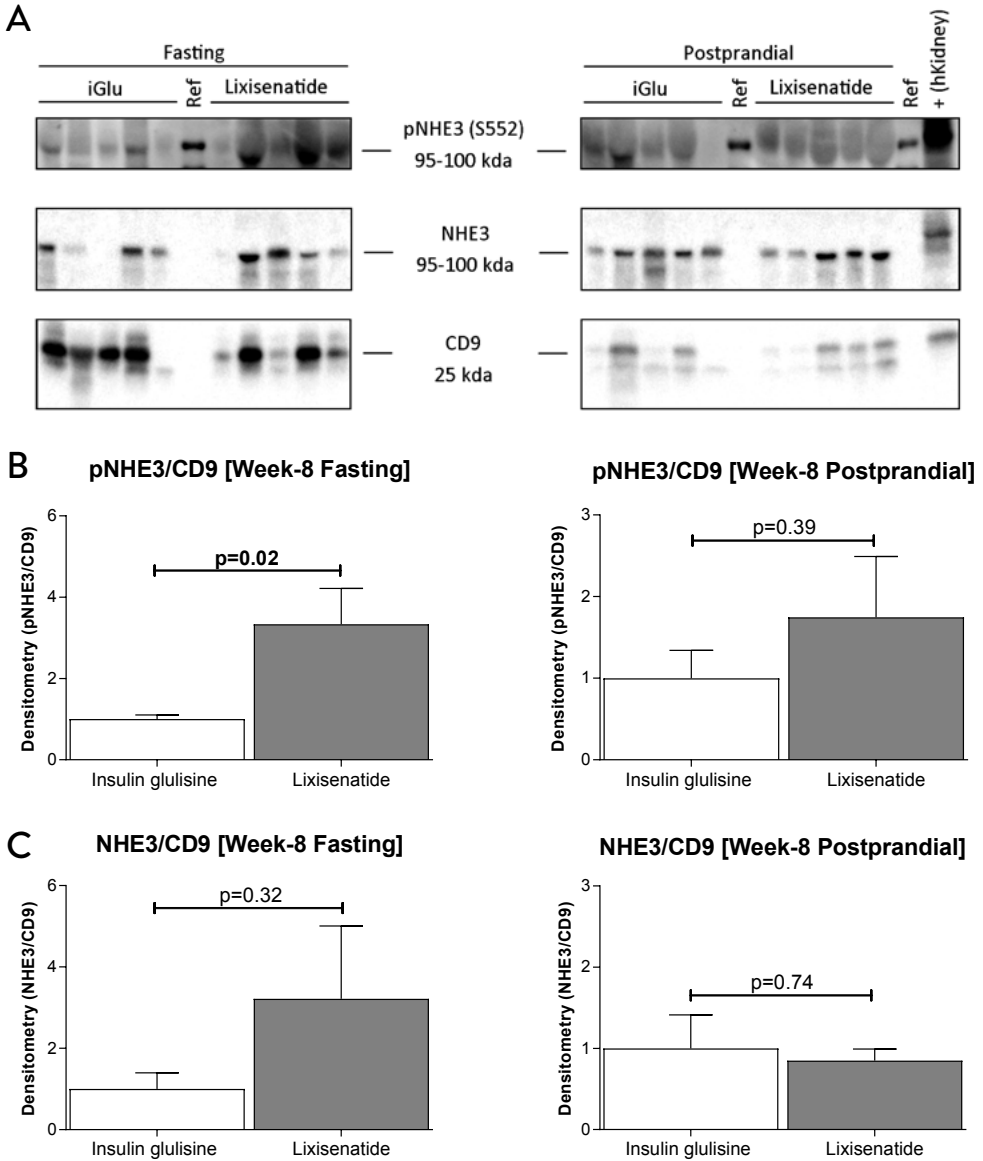 A
Fasting
Postprandial
iGlu
Ref
Lixisenatide
iGlu
Ref
Lixisenatide
Ref
+ (hKidney)
pNHE3 (S552)
95-100 kda
NHE3
95-100 kda
CD9
25 kda
B
pNHE3/CD9 [Week-8 Fasting]
Densitometry (pNHE3/CD9)
6
4
2
0
p=0.02
Insulin glulisine
Lixisenatide
pNHE3/CD9 [Week-8 Postprandial]
Densitometry (pNHE3/CD9)
3
2
1
0
p=0.39
Insulin glulisine
Lixisenatide
C
NHE3/CD9 [Week-8 Fasting]
Densitometry (NHE3/CD9)
6
4
2
0
p=0.32
Insulin glulisine
Lixisenatide
NHE3/CD9 [Week-8 Postprandial]
Densitometry (NHE3/CD9)
3
2
1
0
p=0.74
Insulin glulisine
Lixisenatide